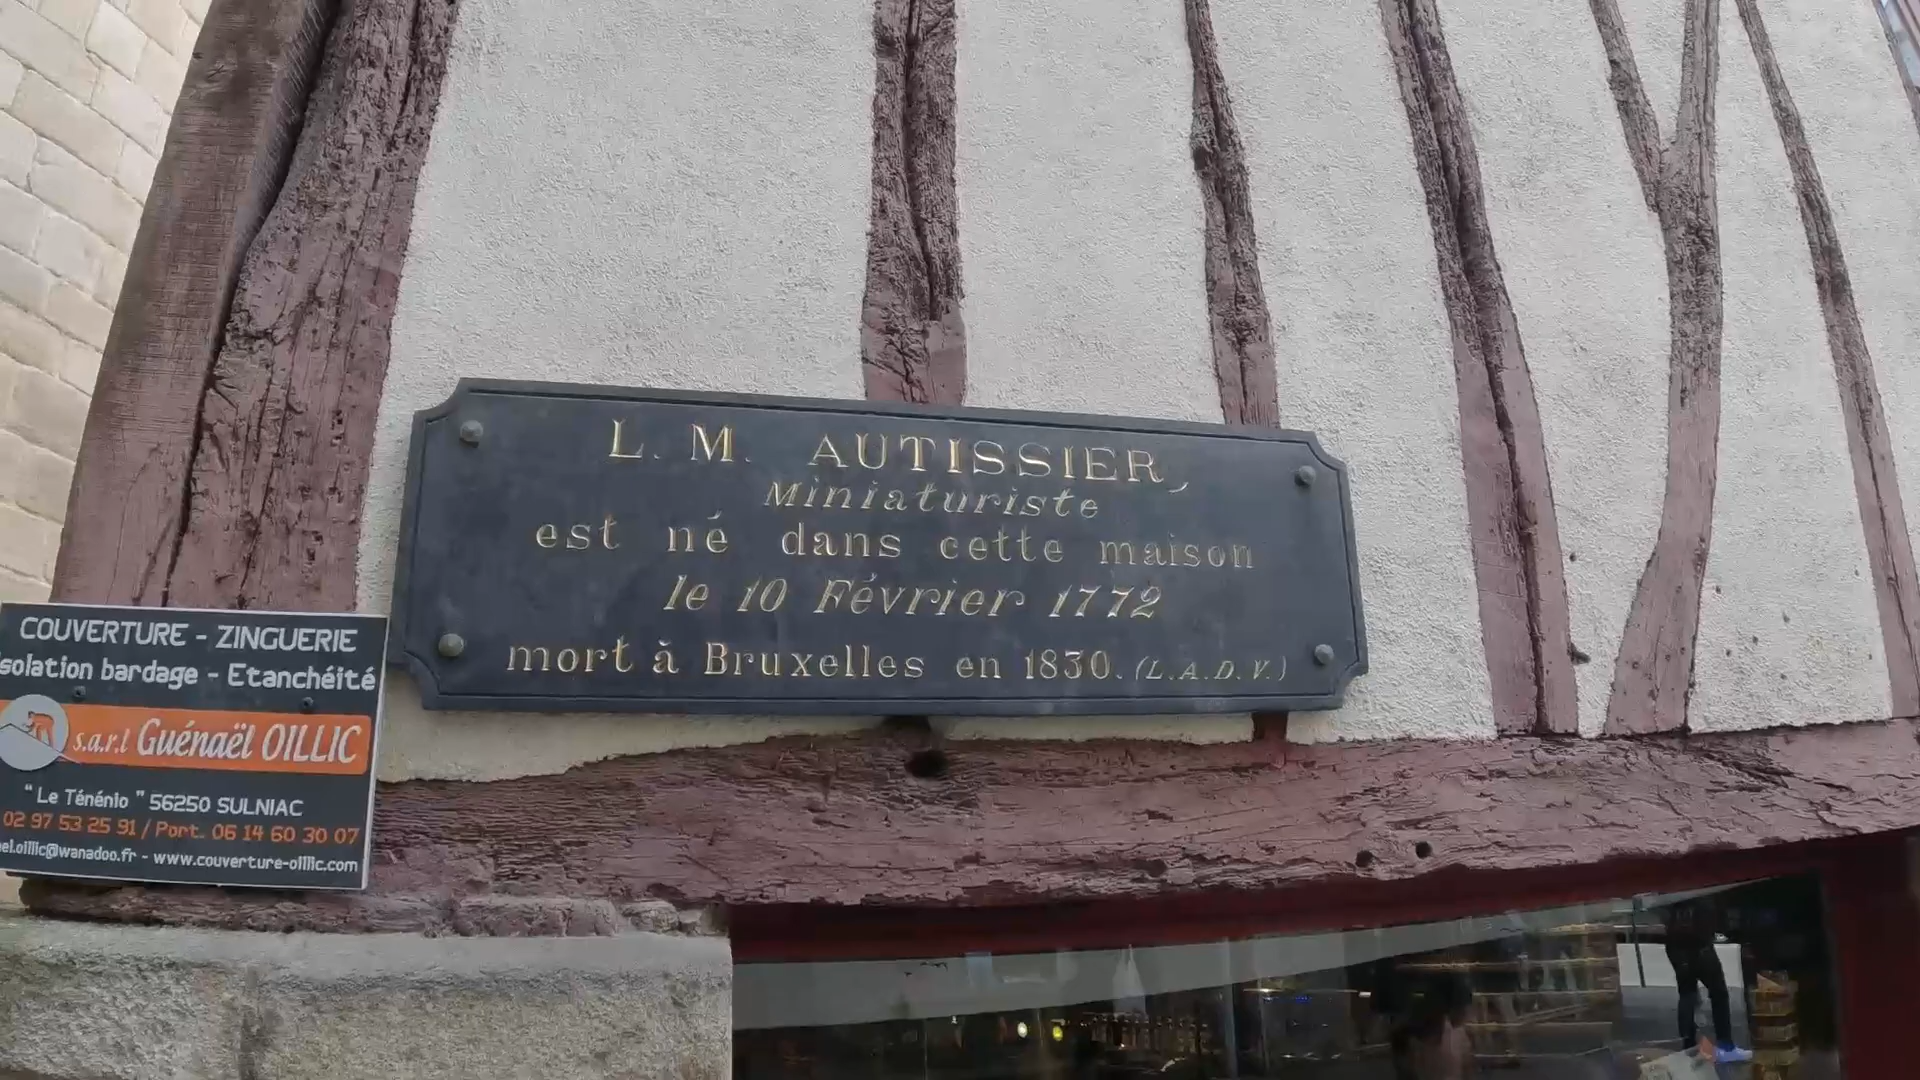 L. M. AUTISSIER,
Miniaturiste
est né dans cette maison
le 10 Février 1772
mort à Bruxelles en 1830. (L.A.D.V.)
COUVERTURE - ZINGUERIE
solation bardage - Etanchéité
s.a.r.l Guénaël OILLIC
"Le Ténénio" 56250 SULNIAC
02 97 53 25 91 / Port. 06 14 60 30 07
el.oillic@wanadoo.fr - www.couverture-oillic.com